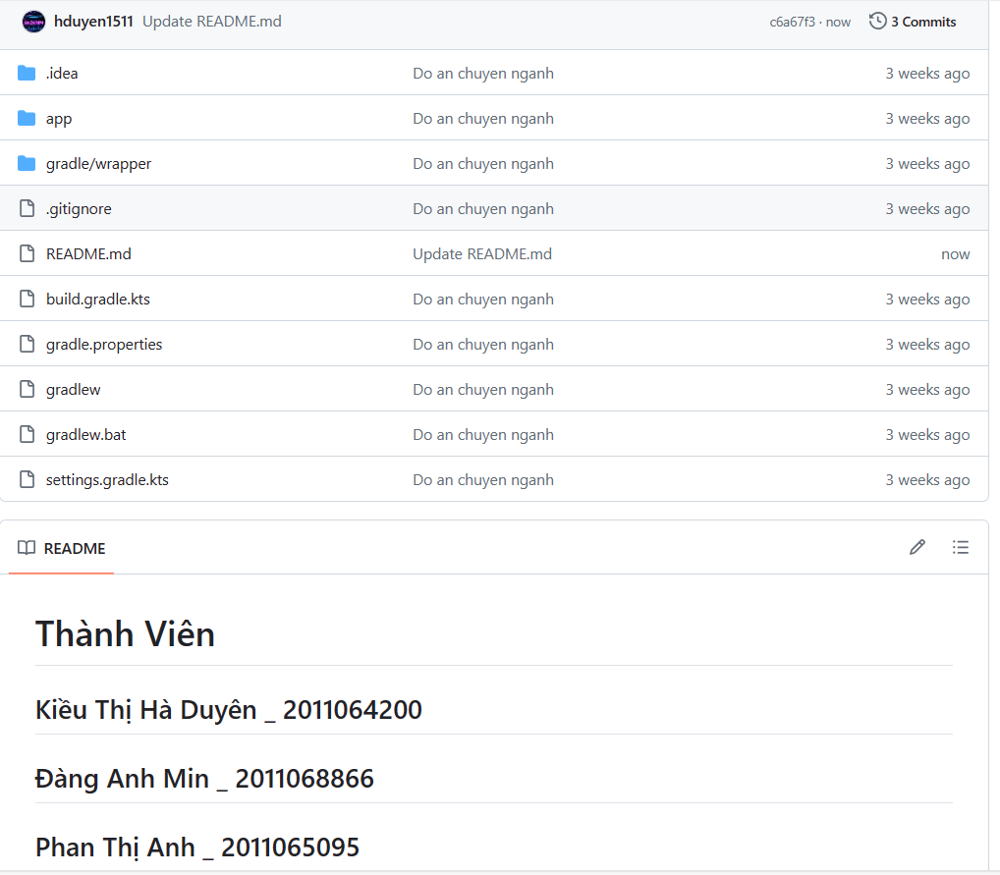 hduyen1511 Update README.md c6a67f3 · now 3 Commits
.idea Do an chuyen nganh 3 weeks ago
app Do an chuyen nganh 3 weeks ago
gradle/wrapper Do an chuyen nganh 3 weeks ago
.gitignore Do an chuyen nganh 3 weeks ago
README.md Update README.md now
build.gradle.kts Do an chuyen nganh 3 weeks ago
gradle.properties Do an chuyen nganh 3 weeks ago
gradlew Do an chuyen nganh 3 weeks ago
gradlew.bat Do an chuyen nganh 3 weeks ago
settings.gradle.kts Do an chuyen nganh 3 weeks ago
README
Thành Viên
Kiều Thị Hà Duyên _ 2011064200
Đàng Anh Min _ 2011068866
Phan Thị Anh _ 2011065095